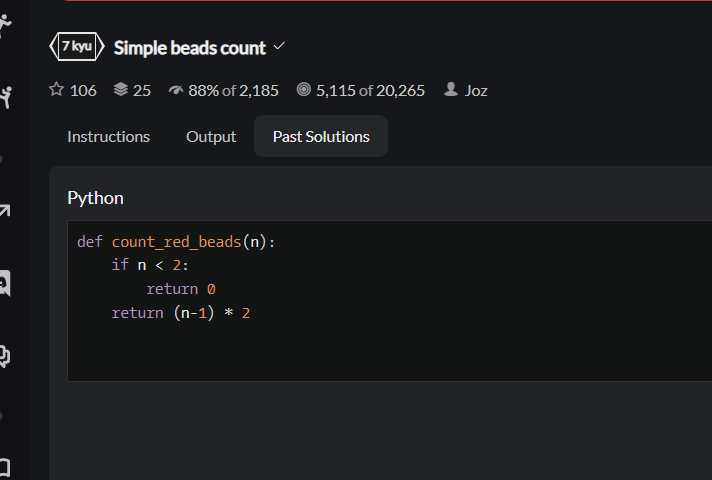 7 kyu Simple beads count
106 25 88% of 2,185 5,115 of 20,265 Joz
Instructions Output Past Solutions
Python
def count_red_beads(n):
    if n < 2:
        return 0
    return (n-1) * 2